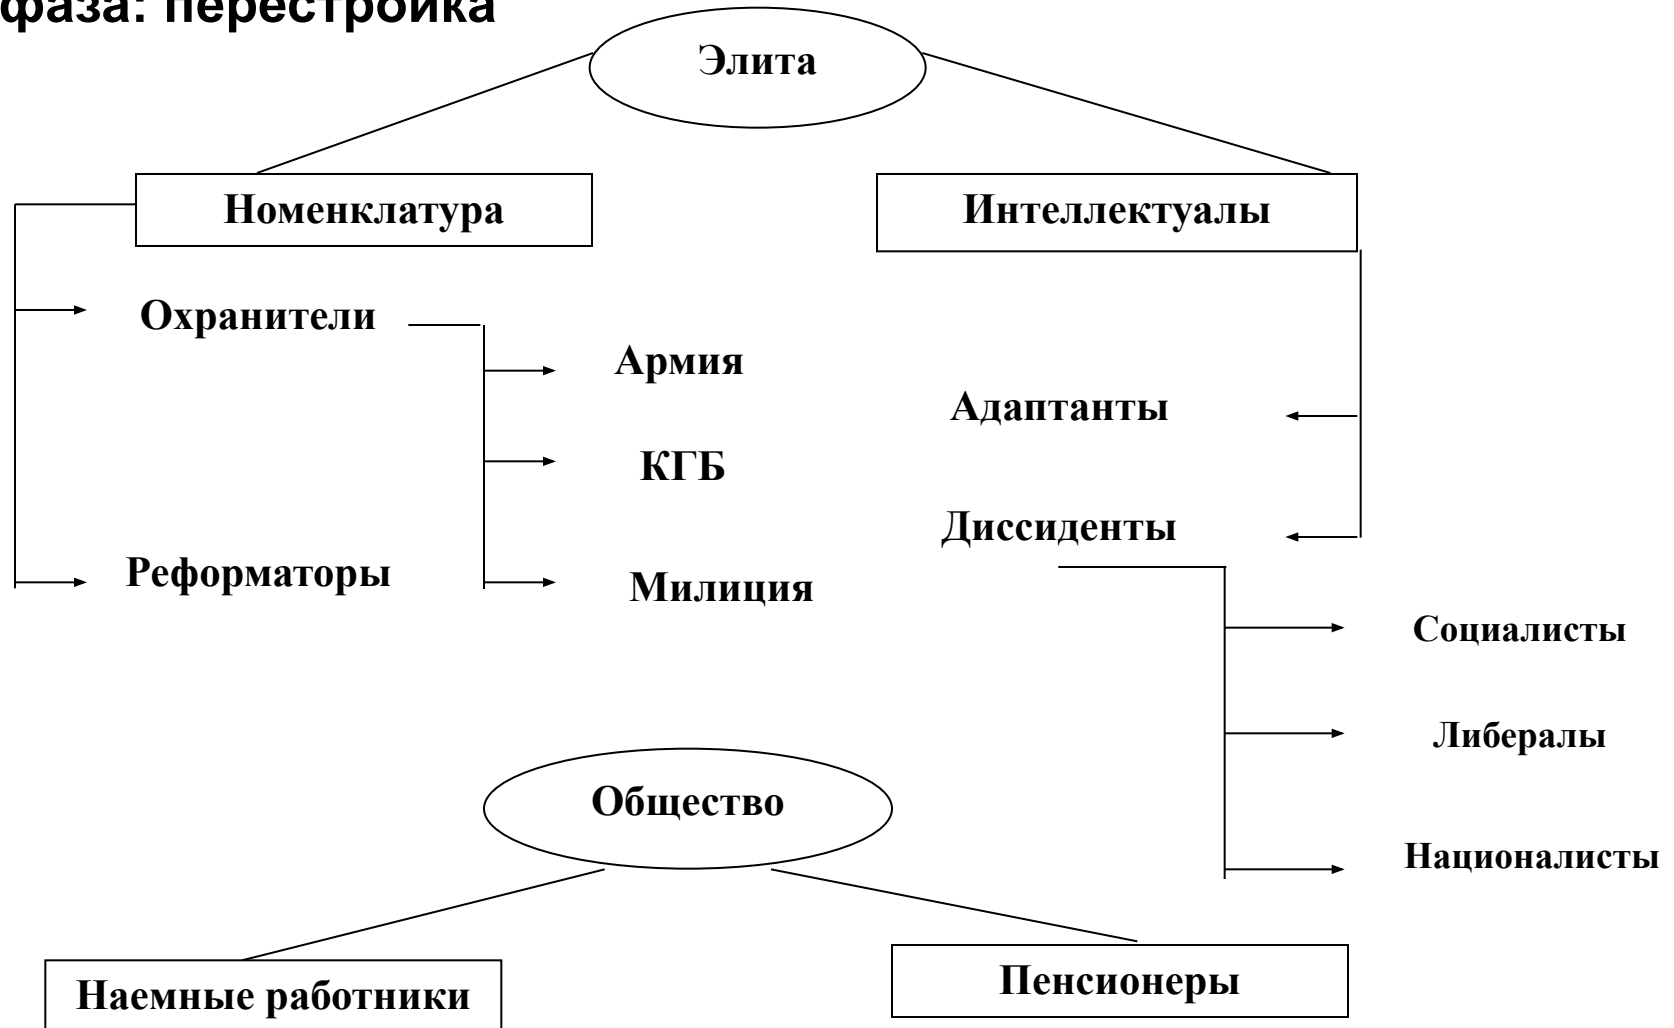 фаза: перестройка
Элита
Номенклатура
Интеллектуалы
Охранители
Армия
Адаптанты
КГБ
Диссиденты
Реформаторы
Милиция
Социалисты
Либералы
Общество
Националисты
Пенсионеры
Наемные работники